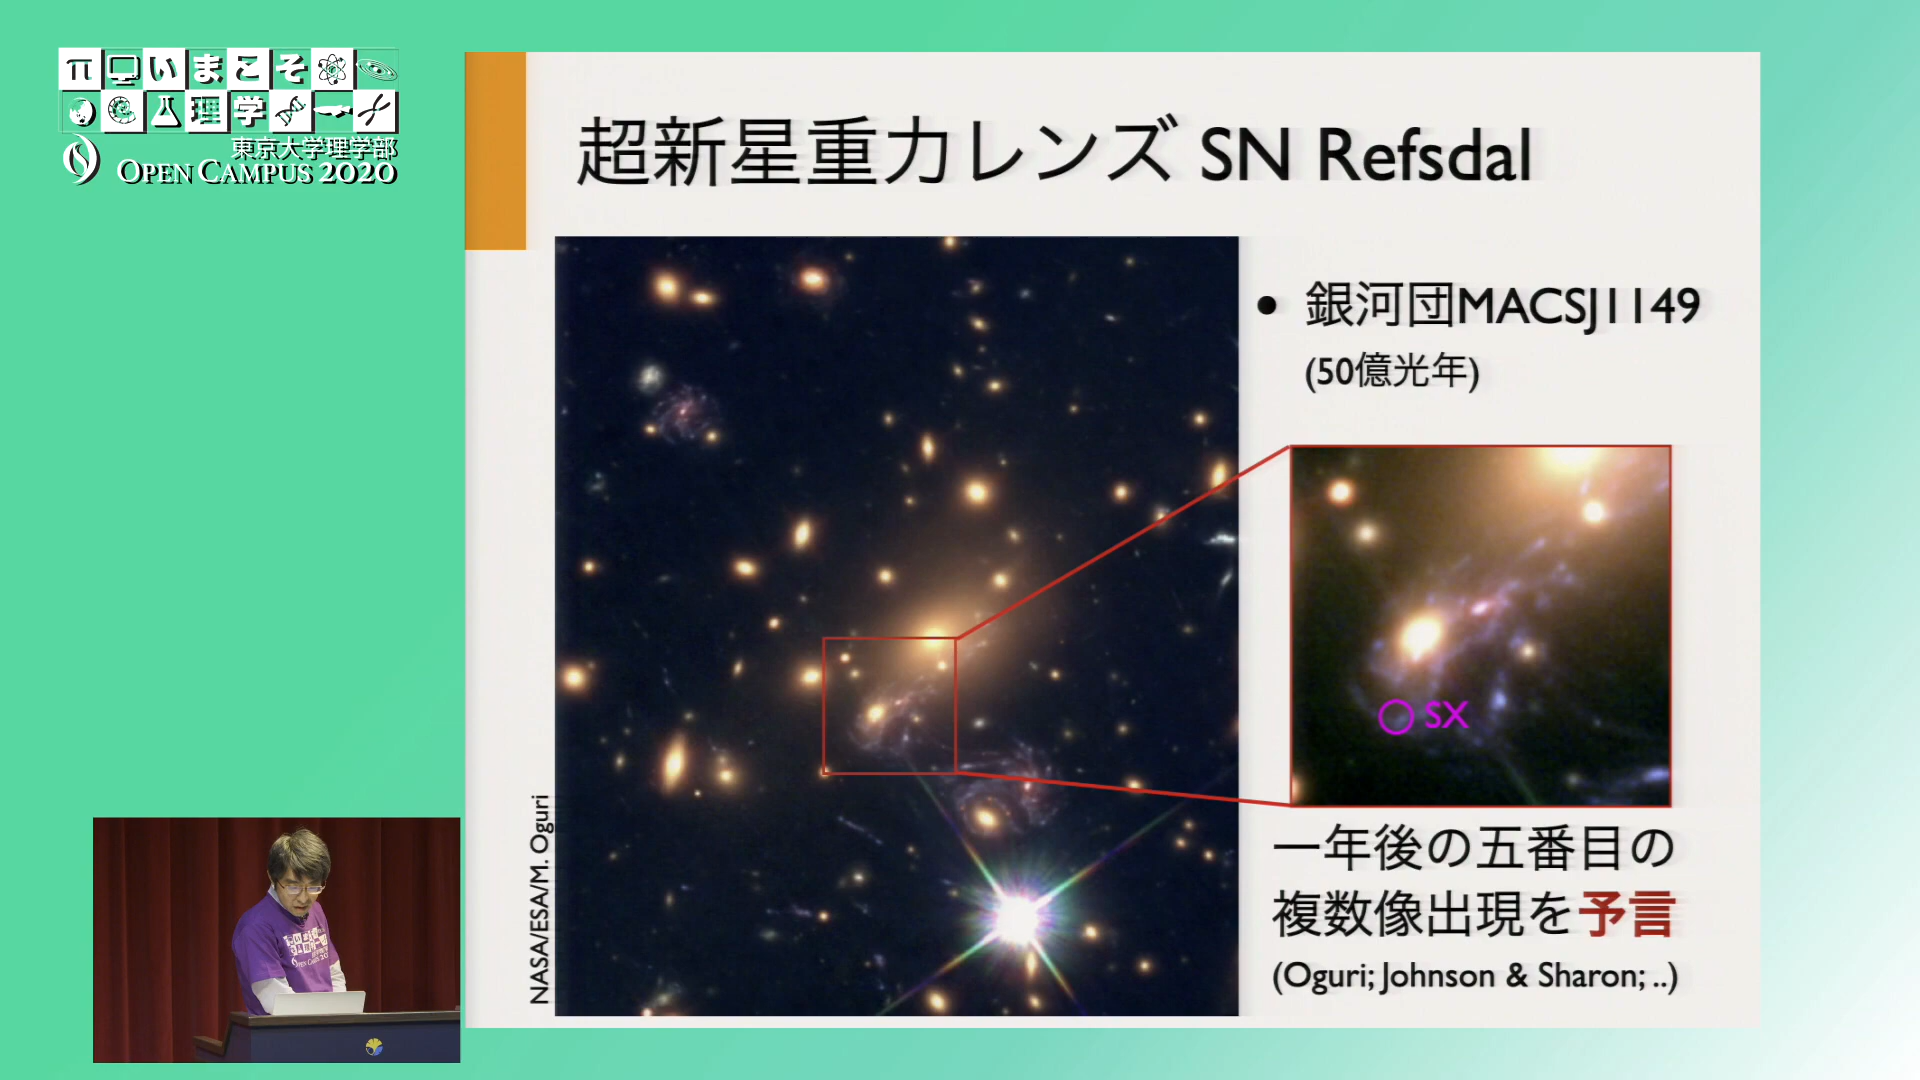 π いまこそ
理学
東京大学理学部
OPEN CAMPUS 2020
超新星重力レンズ SN Refsdal
• 銀河団MACSJ1149
(50億光年)
SX
一年後の五番目の
複数像出現を予言
(Oguri; Johnson & Sharon; ..)
NASA/ESA/M. Oguri